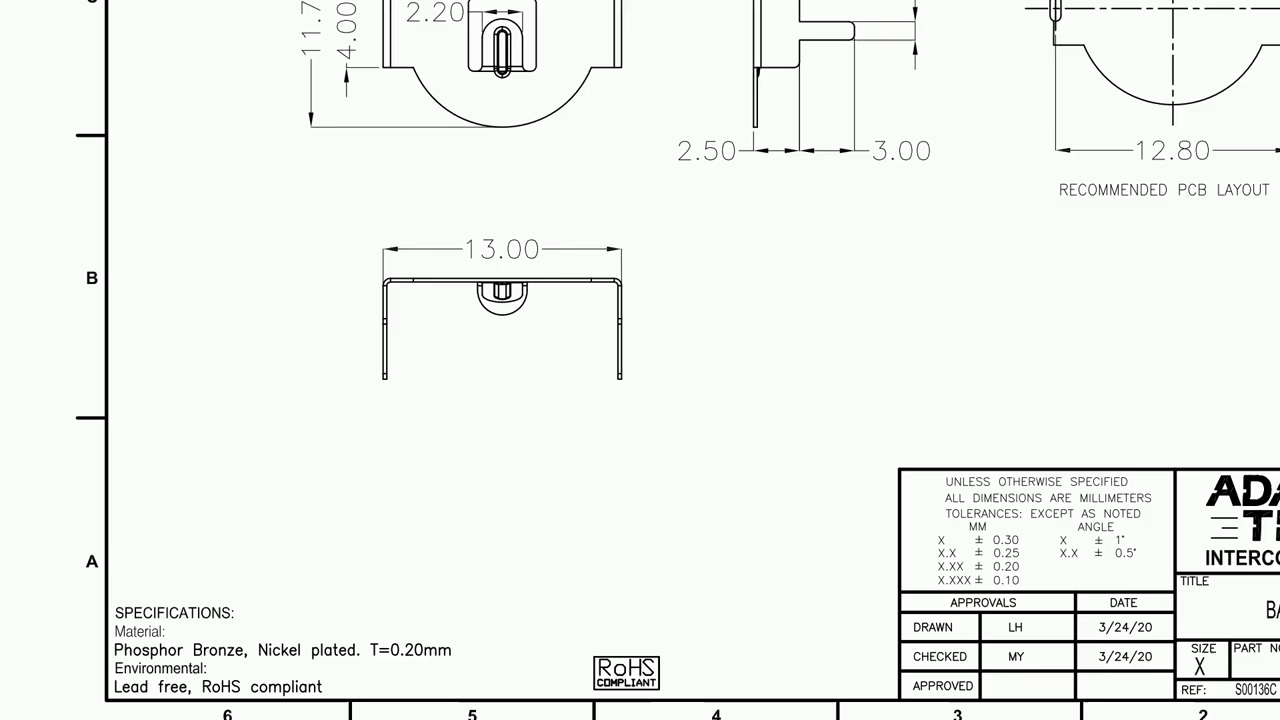 2.20
4.00
2.50
3.00
12.80
RECOMMENDED PCB LAYOUT
13.00
B
A
UNLESS OTHERWISE SPECIFIED
ALL DIMENSIONS ARE MILLIMETERS
TOLERANCES: EXCEPT AS NOTED
MM ANGLE
X ± 0.30 X ± 1°
X.X ± 0.25 X.X ± 0.5°
X.XX ± 0.20
X.XXX ± 0.10
INTERCO
TITLE
APPROVALS DATE
DRAWN LH 3/24/20
CHECKED MY 3/24/20
APPROVED
SIZE PART NO
X
REF: S00136C
SPECIFICATIONS:
Material:
Phosphor Bronze, Nickel plated. T=0.20mm
Environmental:
Lead free, RoHS compliant
RoHS
COMPLIANT
6 5 4 3 2